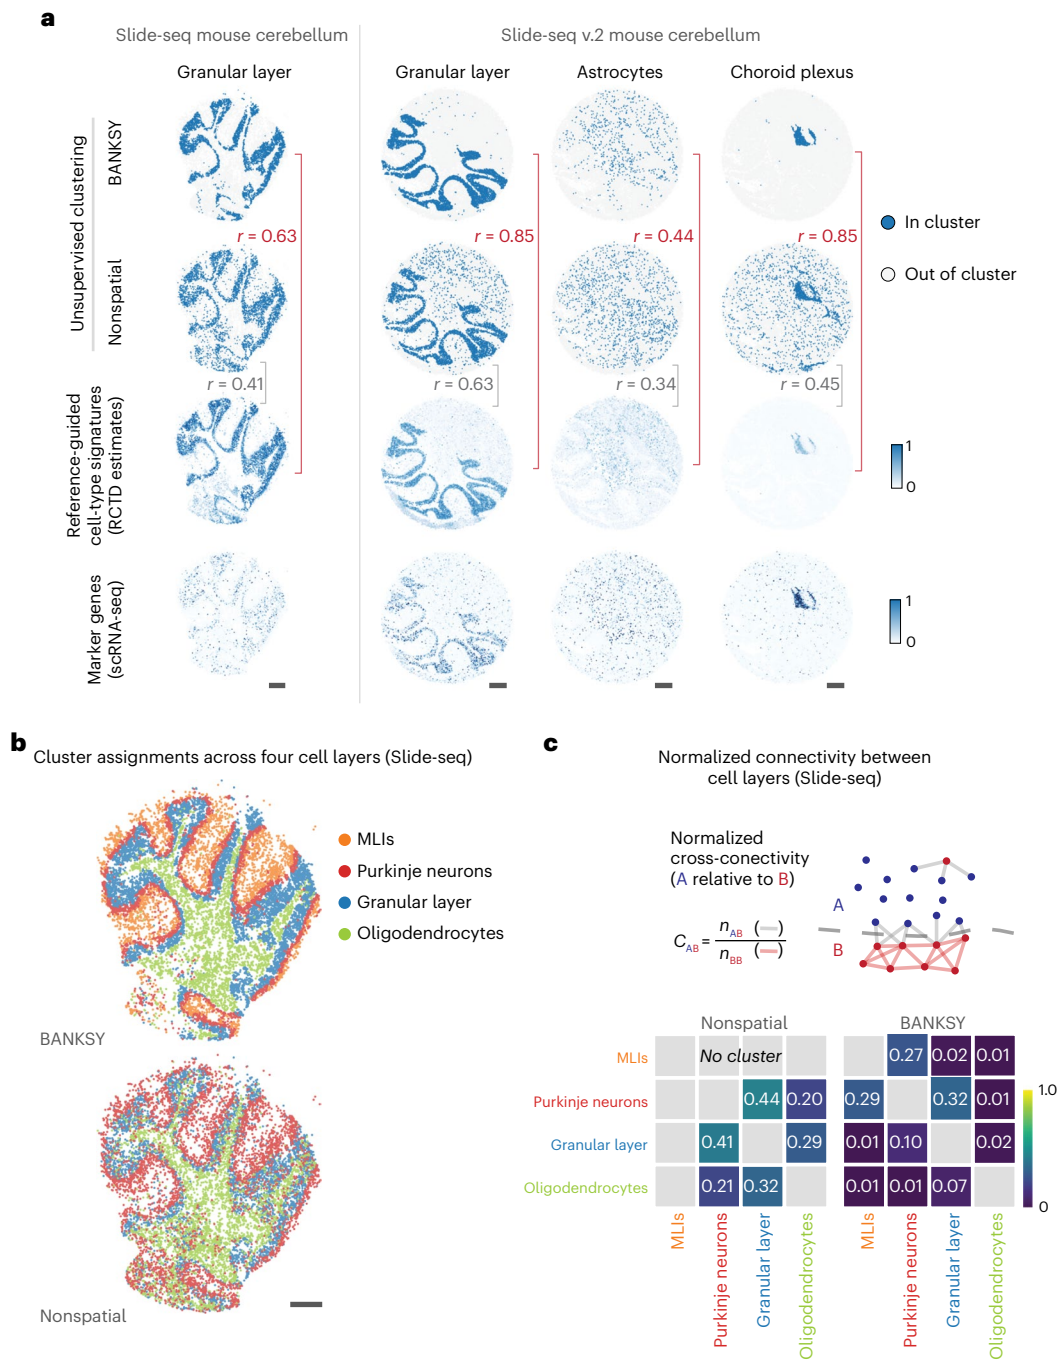 a
Slide-seq mouse cerebellum
Slide-seq v.2 mouse cerebellum
Granular layer
Granular layer
Astrocytes
Choroid plexus
Unsupervised clustering
BANKSY
Nonspatial
Reference-guided
cell-type signatures
(RCTD estimates)
Marker genes
(scRNA-seq)
r = 0.63
r = 0.85
r = 0.44
r = 0.85
r = 0.41
r = 0.63
r = 0.34
r = 0.45
In cluster
Out of cluster
1
0
1
0
b
Cluster assignments across four cell layers (Slide-seq)
MLIs
Purkinje neurons
Granular layer
Oligodendrocytes
BANKSY
Nonspatial
c
Normalized connectivity between
cell layers (Slide-seq)
Normalized
cross-conectivity
(A relative to B)
C_AB = n_AB (—) / n_BB (—)
A
B
Nonspatial
BANKSY
MLIs
No cluster
0.27 0.02 0.01
Purkinje neurons
0.44 0.20
0.29 0.32 0.01
Granular layer
0.41 0.29
0.01 0.10 0.02
Oligodendrocytes
0.21 0.32
0.01 0.01 0.07
1.0
0
MLIs
Purkinje neurons
Granular layer
Oligodendrocytes
MLIs
Purkinje neurons
Granular layer
Oligodendrocytes